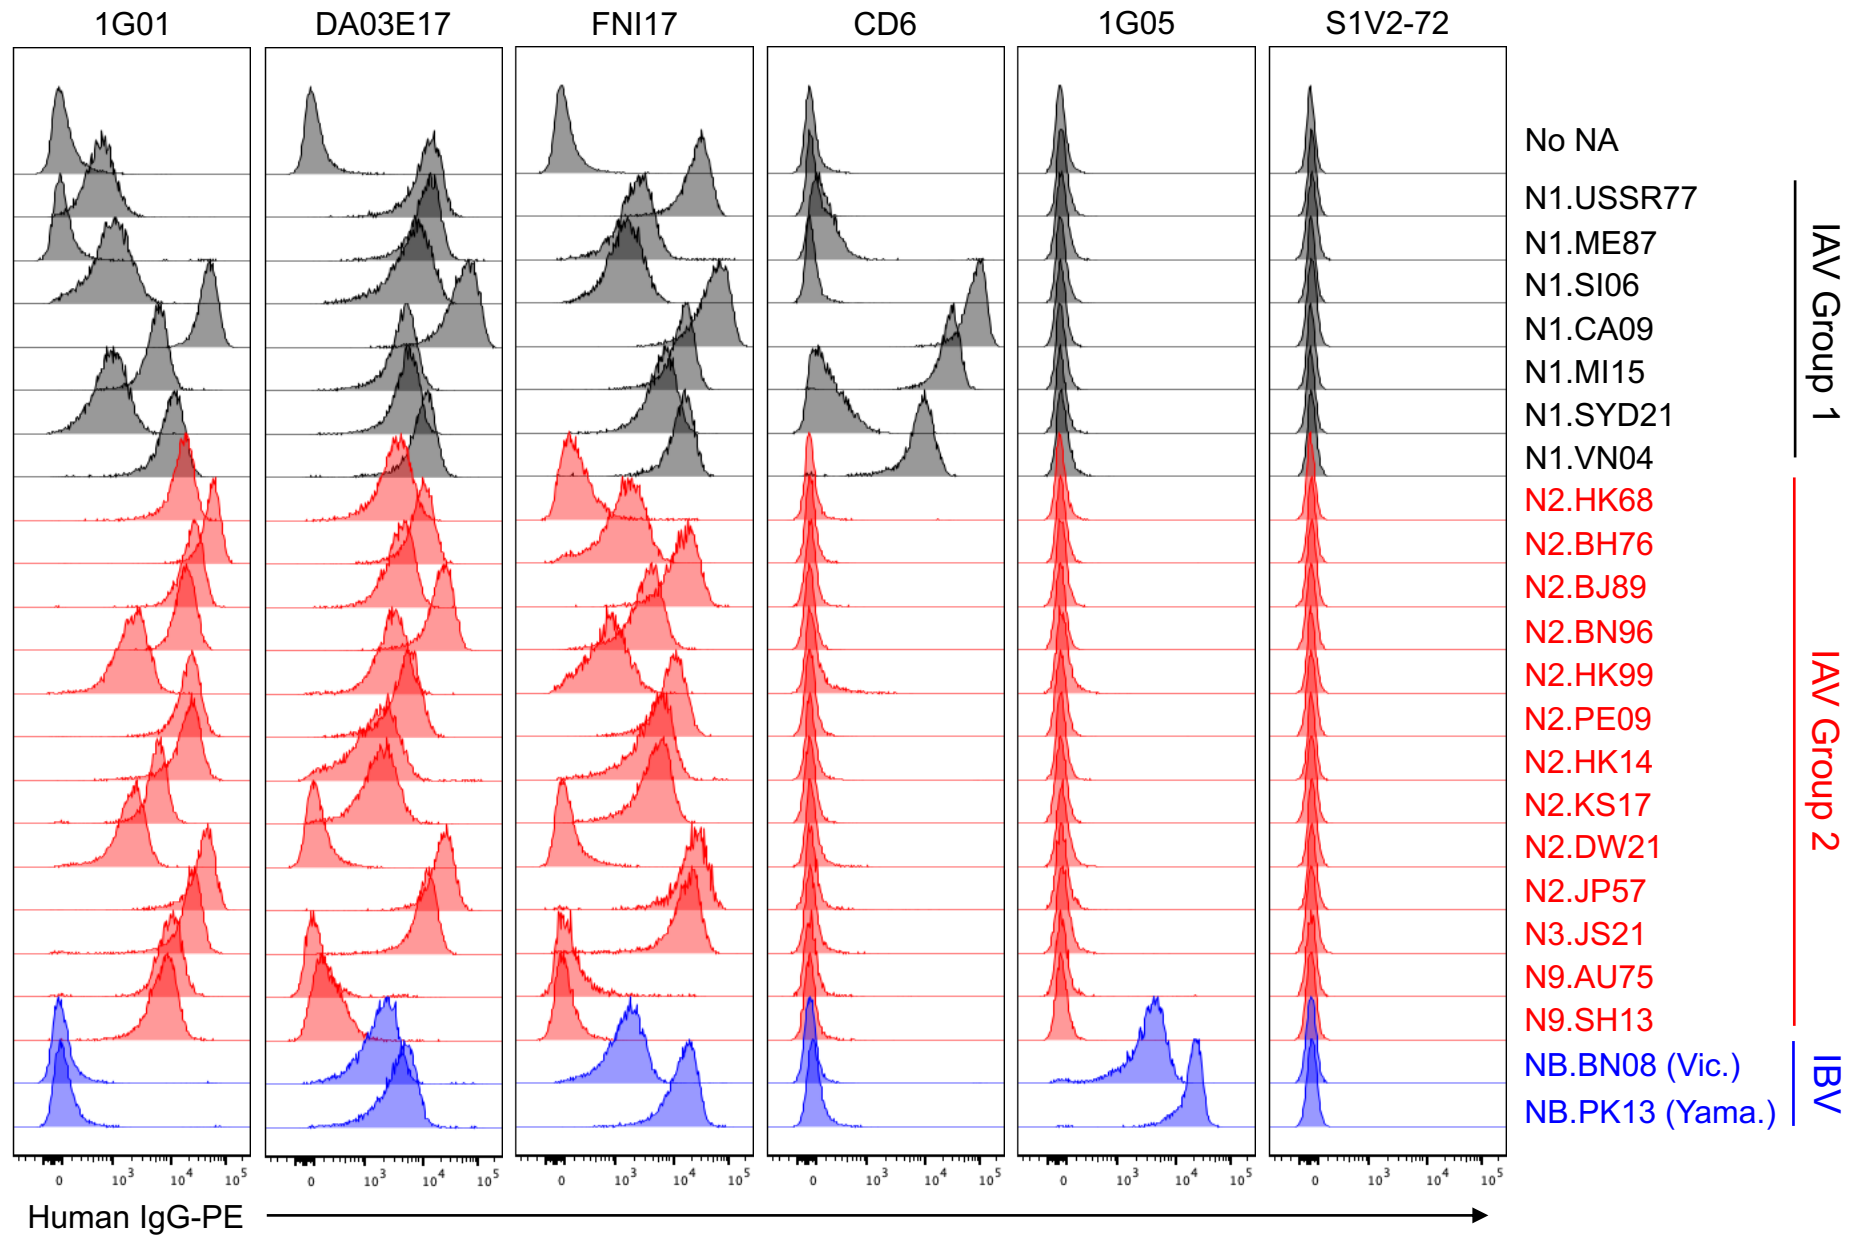 1G01 DA03E17 FNI17 CD6 1G05 S1V2-72
No NA
N1.USSR77
N1.ME87
N1.SI06
N1.CA09
N1.MI15
N1.SYD21
N1.VN04
IAV Group 1
N2.HK68
N2.BH76
N2.BJ89
N2.BN96
N2.HK99
N2.PE09
N2.HK14
N2.KS17
N2.DW21
N2.JP57
N3.JS21
N9.AU75
N9.SH13
IAV Group 2
NB.BN08 (Vic.)
NB.PK13 (Yama.)
IBV
0 10³ 10⁴ 10⁵ 0 10³ 10⁴ 10⁵ 0 10³ 10⁴ 10⁵ 0 10³ 10⁴ 10⁵ 0 10³ 10⁴ 10⁵ 0 10³ 10⁴ 10⁵
Human IgG-PE